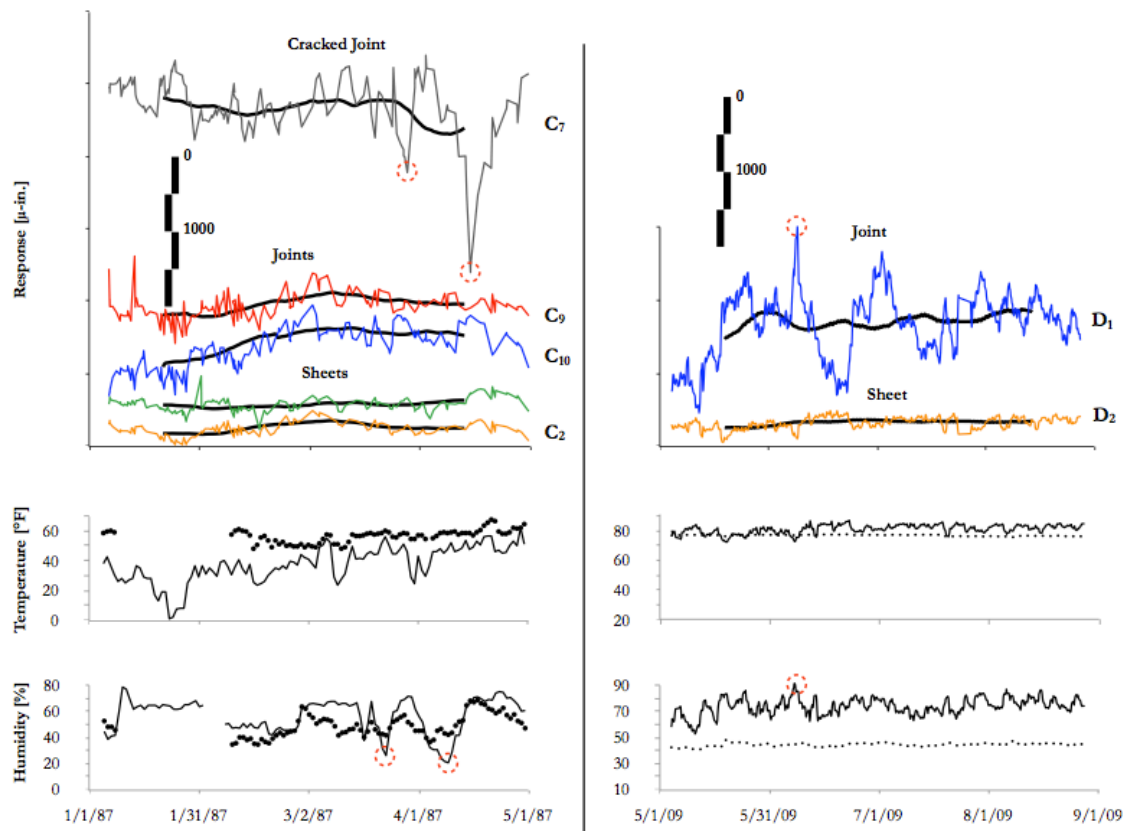 Cracked Joint
C7
0
1000
Joints
C9
C10
Sheets
C2
Response [μ-in.]
0
1000
Joint
D1
Sheet
D2
Temperature [°F]
60
40
20
0
80
60
40
20
Humidity [%]
80
60
40
20
0
90
70
50
30
10
1/1/87 1/31/87 3/2/87 4/1/87 5/1/87
5/1/09 5/31/09 7/1/09 8/1/09 9/1/09